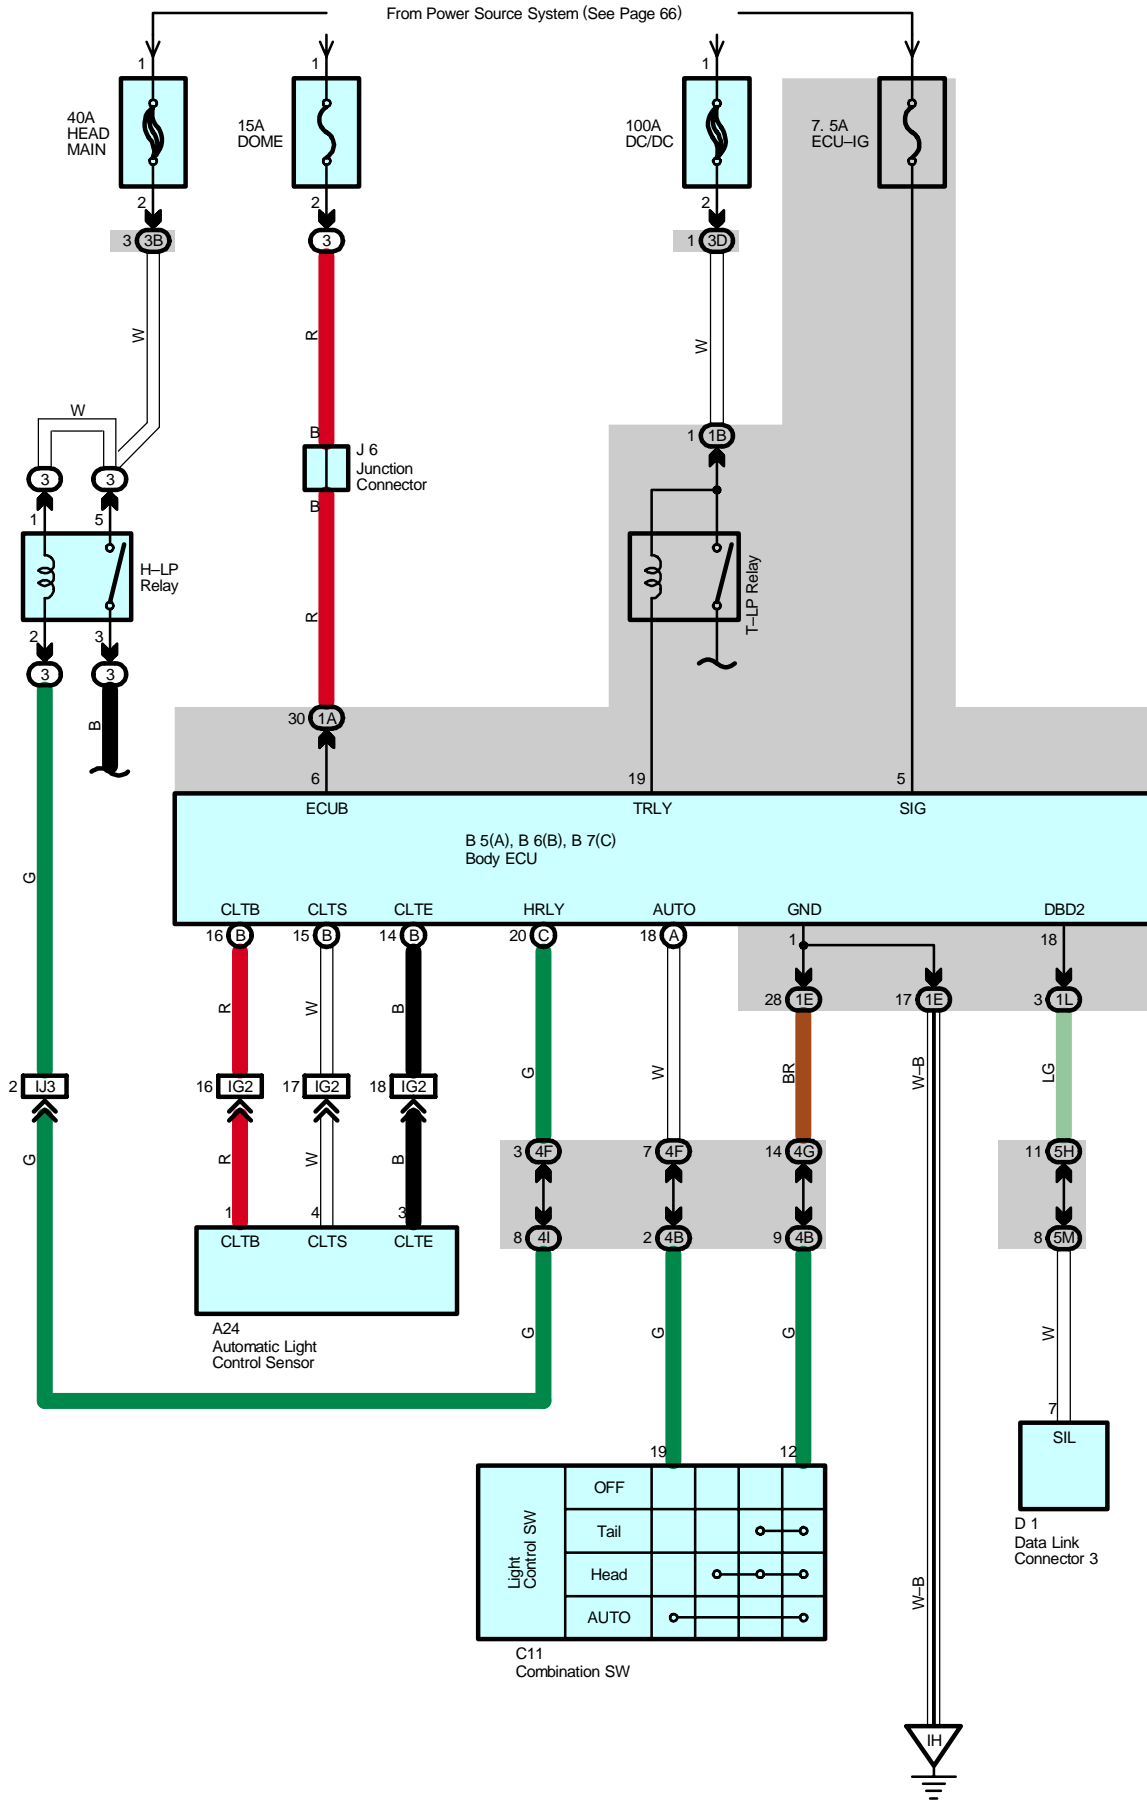 From Power Source System (See Page 66)
1
1
1
40A
HEAD
MAIN
15A
DOME
100A
DC/DC
7. 5A
ECU–IG
2
2
2
3 3B
3
1 3D
W
R
W
W
B
1 1B
J 6
Junction
Connector
3
3
B
1
5
H–LP
Relay
T–LP Relay
R
2
3
3
3
B
30 1A
6
19
5
ECUB
TRLY
SIG
B 5(A), B 6(B), B 7(C)
Body ECU
G
CLTB
CLTS
CLTE
HRLY
AUTO
GND
DBD2
16 B
15 B
14 B
20 C
18 A
1
18
28 1E
17 1E
3 1L
R
W
B
G
W
BR
W–B
LG
2 IJ3
16 IG2
17 IG2
18 IG2
G
R
W
B
3 4F
7 4F
14 4G
11 5H
1
4
3
CLTB
CLTS
CLTE
8 4I
2 4B
9 4B
8 5M
A24
Automatic Light
Control Sensor
G
G
G
W
7
SIL
19
12
Light
Control SW
OFF
Tail
Head
AUTO
D 1
Data Link
Connector 3
W–B
C11
Combination SW
IH